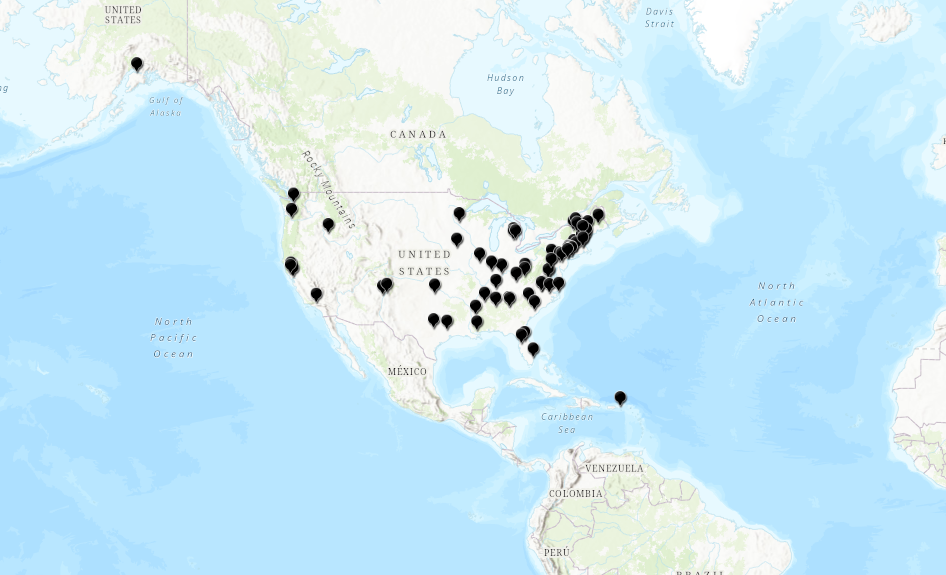 UNITED
STATES
Davis
Strait
Hudson
Bay
Gulf of
Alaska
CANADA
Rocky Mountains
UNITED
STATES
North
Atlantic
Ocean
North
Pacific
Ocean
MÉXICO
Caribbean
Sea
VENEZUELA
COLOMBIA
PERÚ